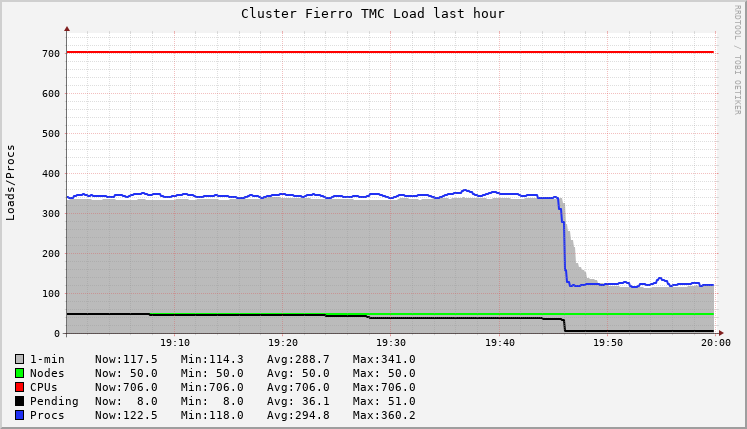 Cluster Fierro TMC Load last hour
RRDTOOL / TOBI OETIKER
Loads/Procs
700
600
500
400
300
200
100
0
19:10 19:20 19:30 19:40 19:50 20:00
1-min Now:117.5 Min:114.3 Avg:288.7 Max:341.0
Nodes Now: 50.0 Min: 50.0 Avg: 50.0 Max: 50.0
CPUs Now:706.0 Min:706.0 Avg:706.0 Max:706.0
Pending Now: 8.0 Min: 8.0 Avg: 36.1 Max: 51.0
Procs Now:122.5 Min:118.0 Avg:294.8 Max:360.2